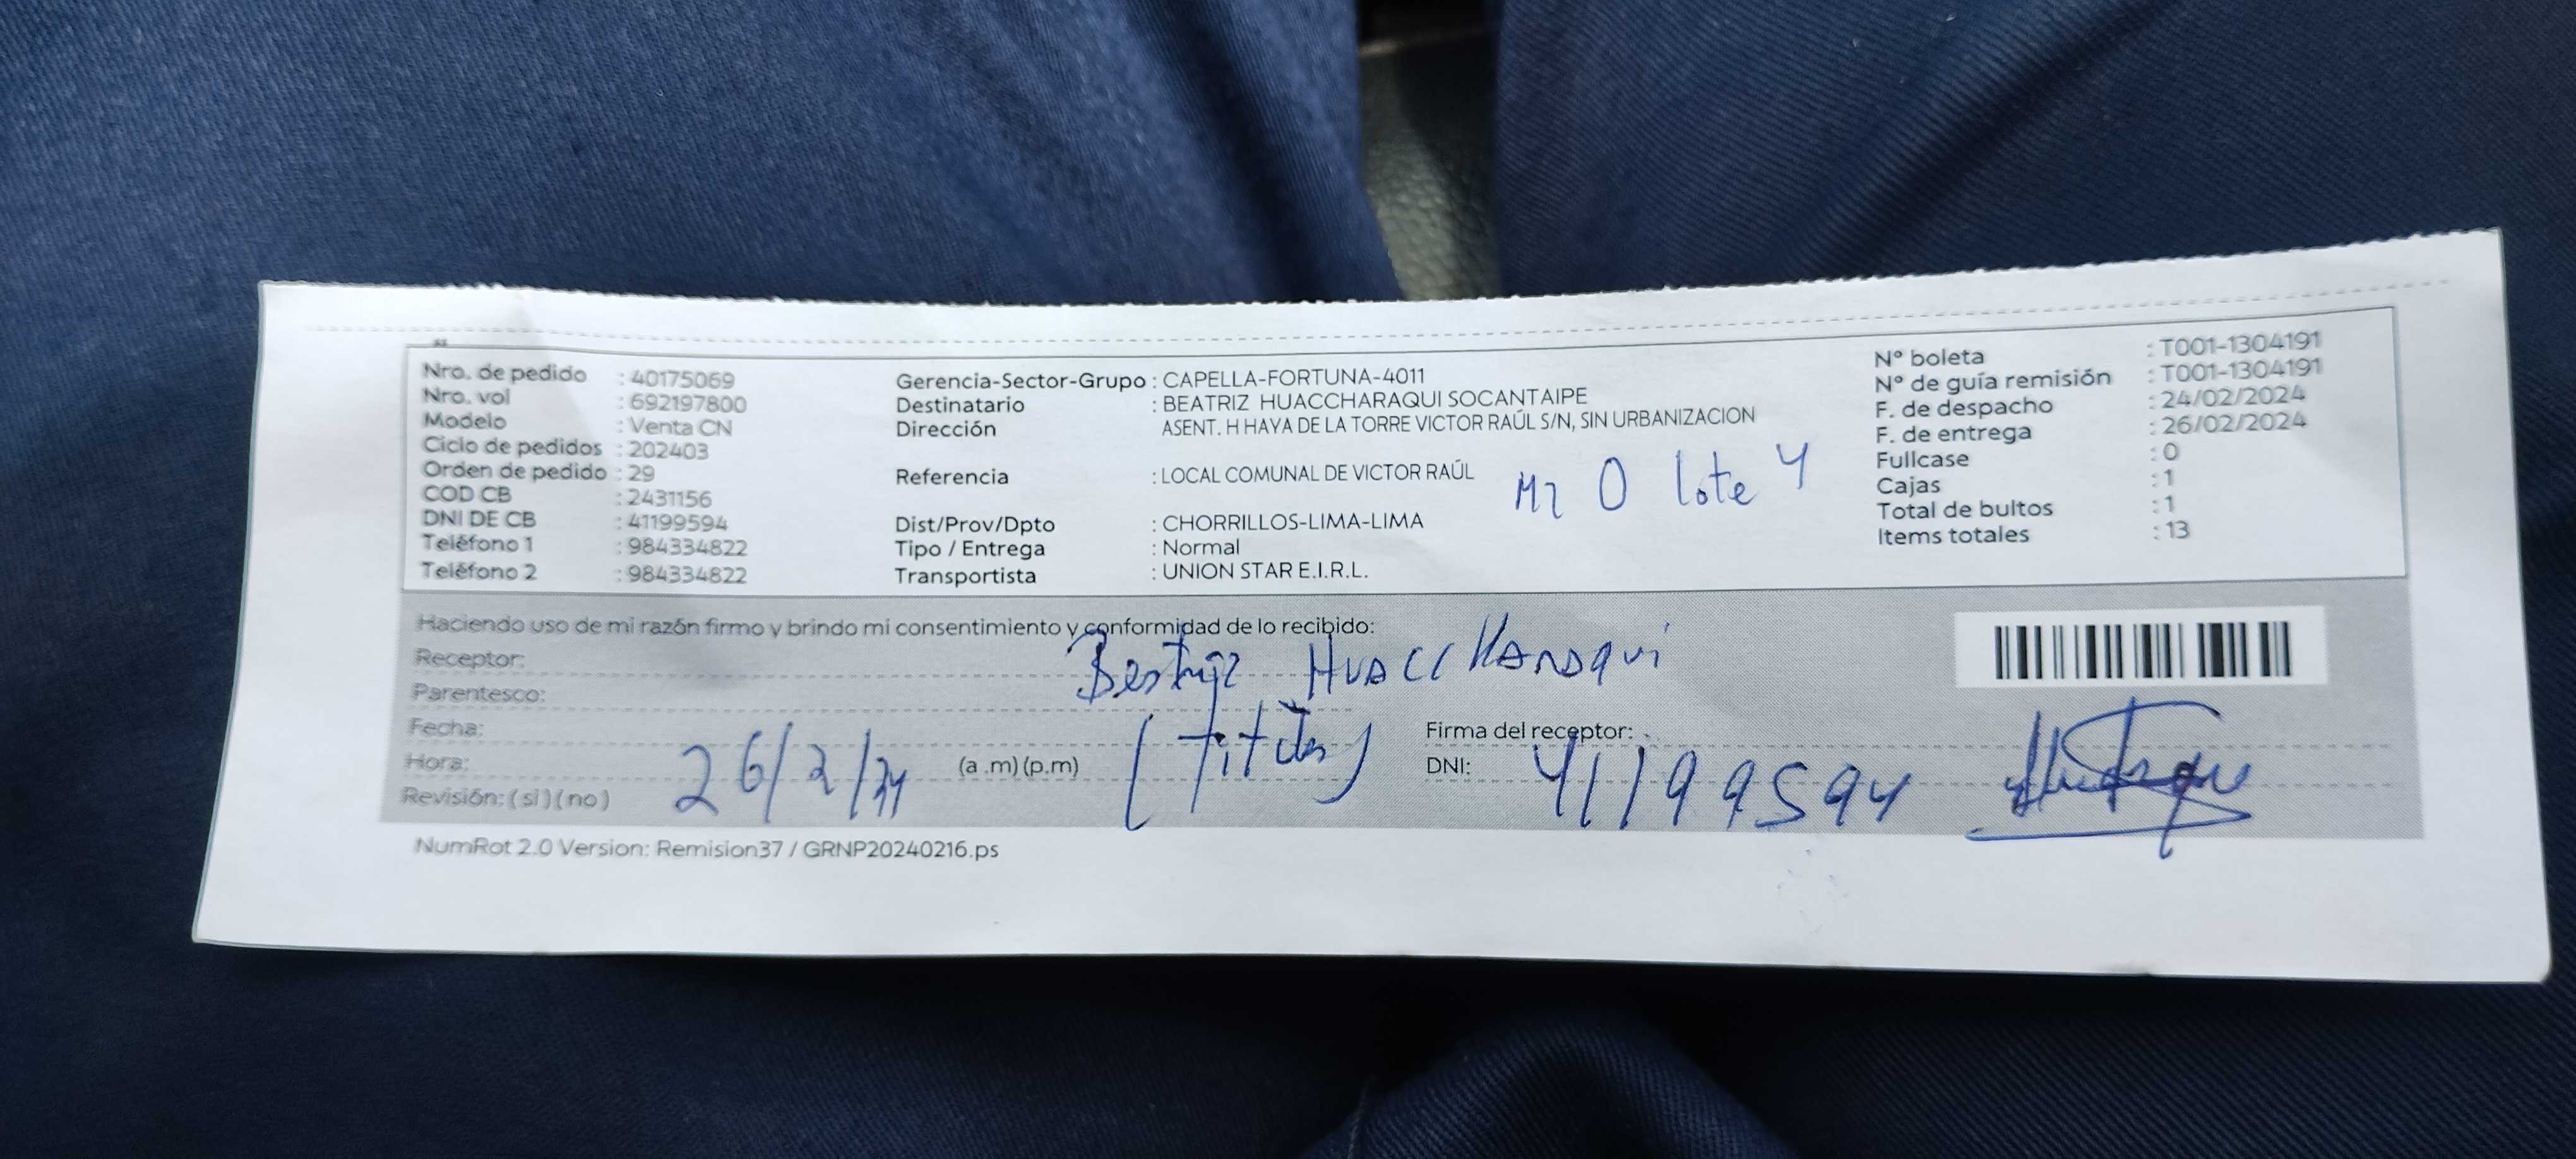 Nro. de pedido : 40175069
Nro. vol : 692197800
Modelo : Venta CN
Ciclo de pedidos : 202403
Orden de pedido : 29
COD CB : 2431156
DNI DE CB : 41199594
Teléfono 1 : 984334822
Teléfono 2 : 984334822
Gerencia-Sector-Grupo : CAPELLA-FORTUNA-4011
Destinatario : BEATRIZ HUACCHARAQUI SOCANTAIPE
Dirección ASENT. H HAYA DE LA TORRE VICTOR RAÚL S/N, SIN URBANIZACION
Referencia : LOCAL COMUNAL DE VICTOR RAÚL
Mz O lote 4
Dist/Prov/Dpto : CHORRILLOS-LIMA-LIMA
Tipo / Entrega : Normal
Transportista : UNION STAR E.I.R.L.
Nº boleta : T001-1304191
Nº de guía remisión : T001-1304191
F. de despacho : 24/02/2024
F. de entrega : 26/02/2024
Fullcase : 0
Cajas : 1
Total de bultos : 1
Items totales : 13
Haciendo uso de mi razón firmo y brindo mi consentimiento y conformidad de lo recibido:
Receptor: Beatriz HUACCHARAQUI
Parentesco:
Fecha: (titular) Firma del receptor:
Hora: 26/2/24 (a .m) (p.m) DNI: 41199594
Revisión: ( si ) ( no )
NumRot 2.0 Version: Remision37 / GRNP20240216.ps